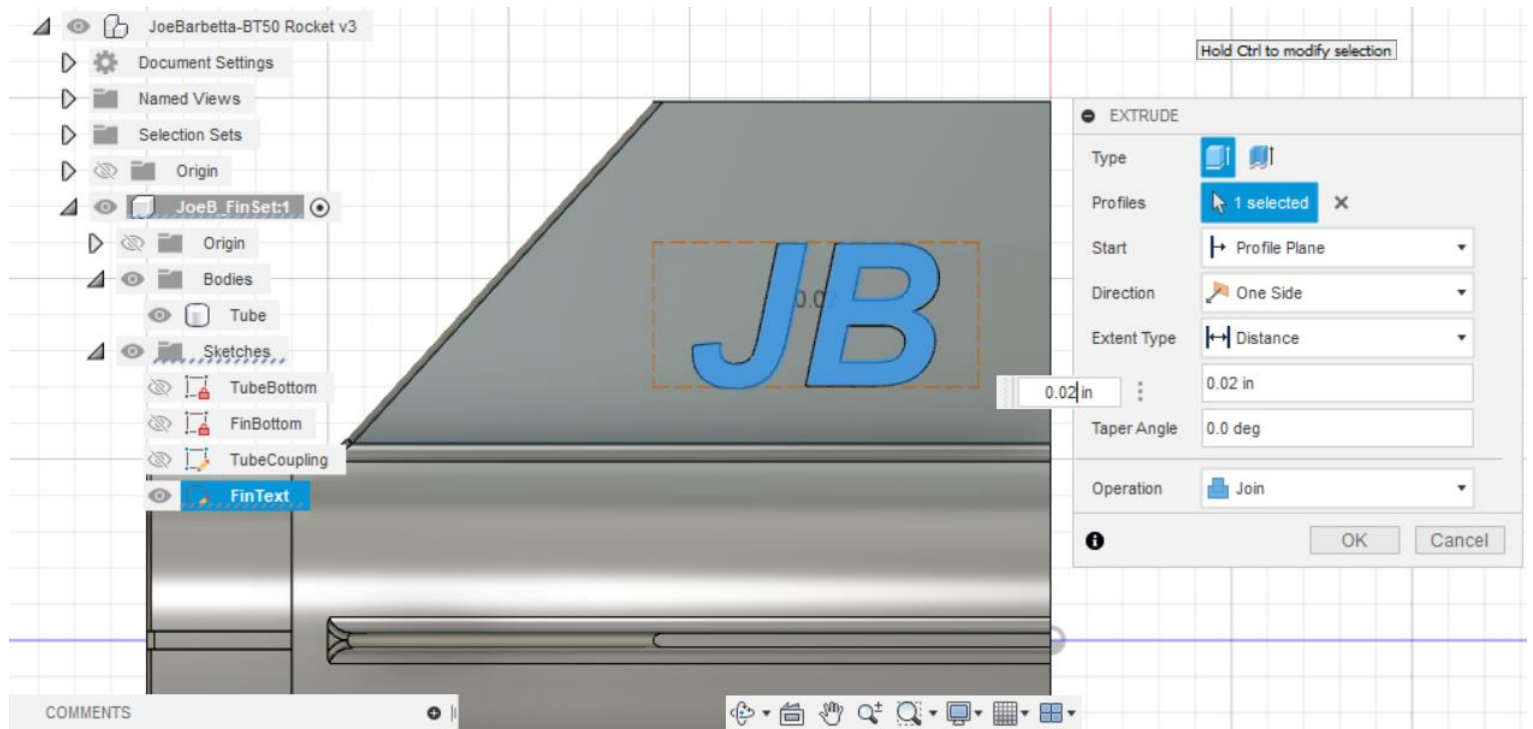 JoeBarbetta-BT50 Rocket v3
Document Settings
Named Views
Selection Sets
Origin
JoeB_FinSet:1
Origin
Bodies
Tube
Sketches
TubeBottom
FinBottom
TubeCoupling
FinText
COMMENTS
JB
0.02
0.02 in
Hold Ctrl to modify selection
EXTRUDE
Type
Profiles 1 selected
Start Profile Plane
Direction One Side
Extent Type Distance
0.02 in
Taper Angle 0.0 deg
Operation Join
OK Cancel